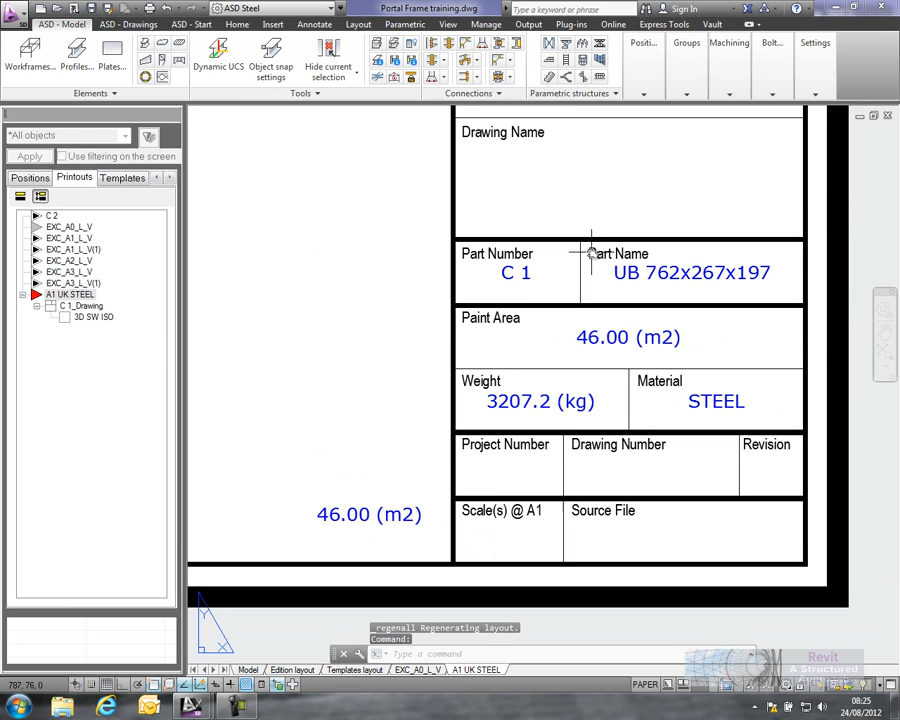 ASD Steel
Portal Frame training.dwg
Type a keyword or phrase
Sign In
ASD - Model
ASD - Drawings
ASD - Start
Home
Insert
Annotate
Layout
Parametric
View
Manage
Output
Plug-ins
Online
Express Tools
Vault
Workframes...
Profiles...
Plates...
Dynamic UCS
Object snap settings
Hide current selection
Positi...
Groups
Machining
Bolt...
Settings
Elements
Tools
Connections
Parametric structures
*All objects
Apply
Use filtering on the screen
Positions
Printouts
Templates
C 2
EXC_A0_L_V
EXC_A1_L_V
EXC_A1_L_V(1)
EXC_A2_L_V
EXC_A3_L_V
EXC_A3_L_V(1)
A1 UK STEEL
C 1_Drawing
3D SW ISO
Drawing Name
Part Number
Part Name
C 1
UB 762x267x197
Paint Area
46.00 (m2)
Weight
Material
3207.2 (kg)
STEEL
Project Number
Drawing Number
Revision
46.00 (m2)
Scale(s) @ A1
Source File
Y
X
_regenall Regenerating layout.
Command:
Type a command
Model
Edition layout
Templates layout
EXC_A0_L_V
A1 UK STEEL
Revit
A Structured
787, 76, 0
PAPER
08:25
24/08/2012